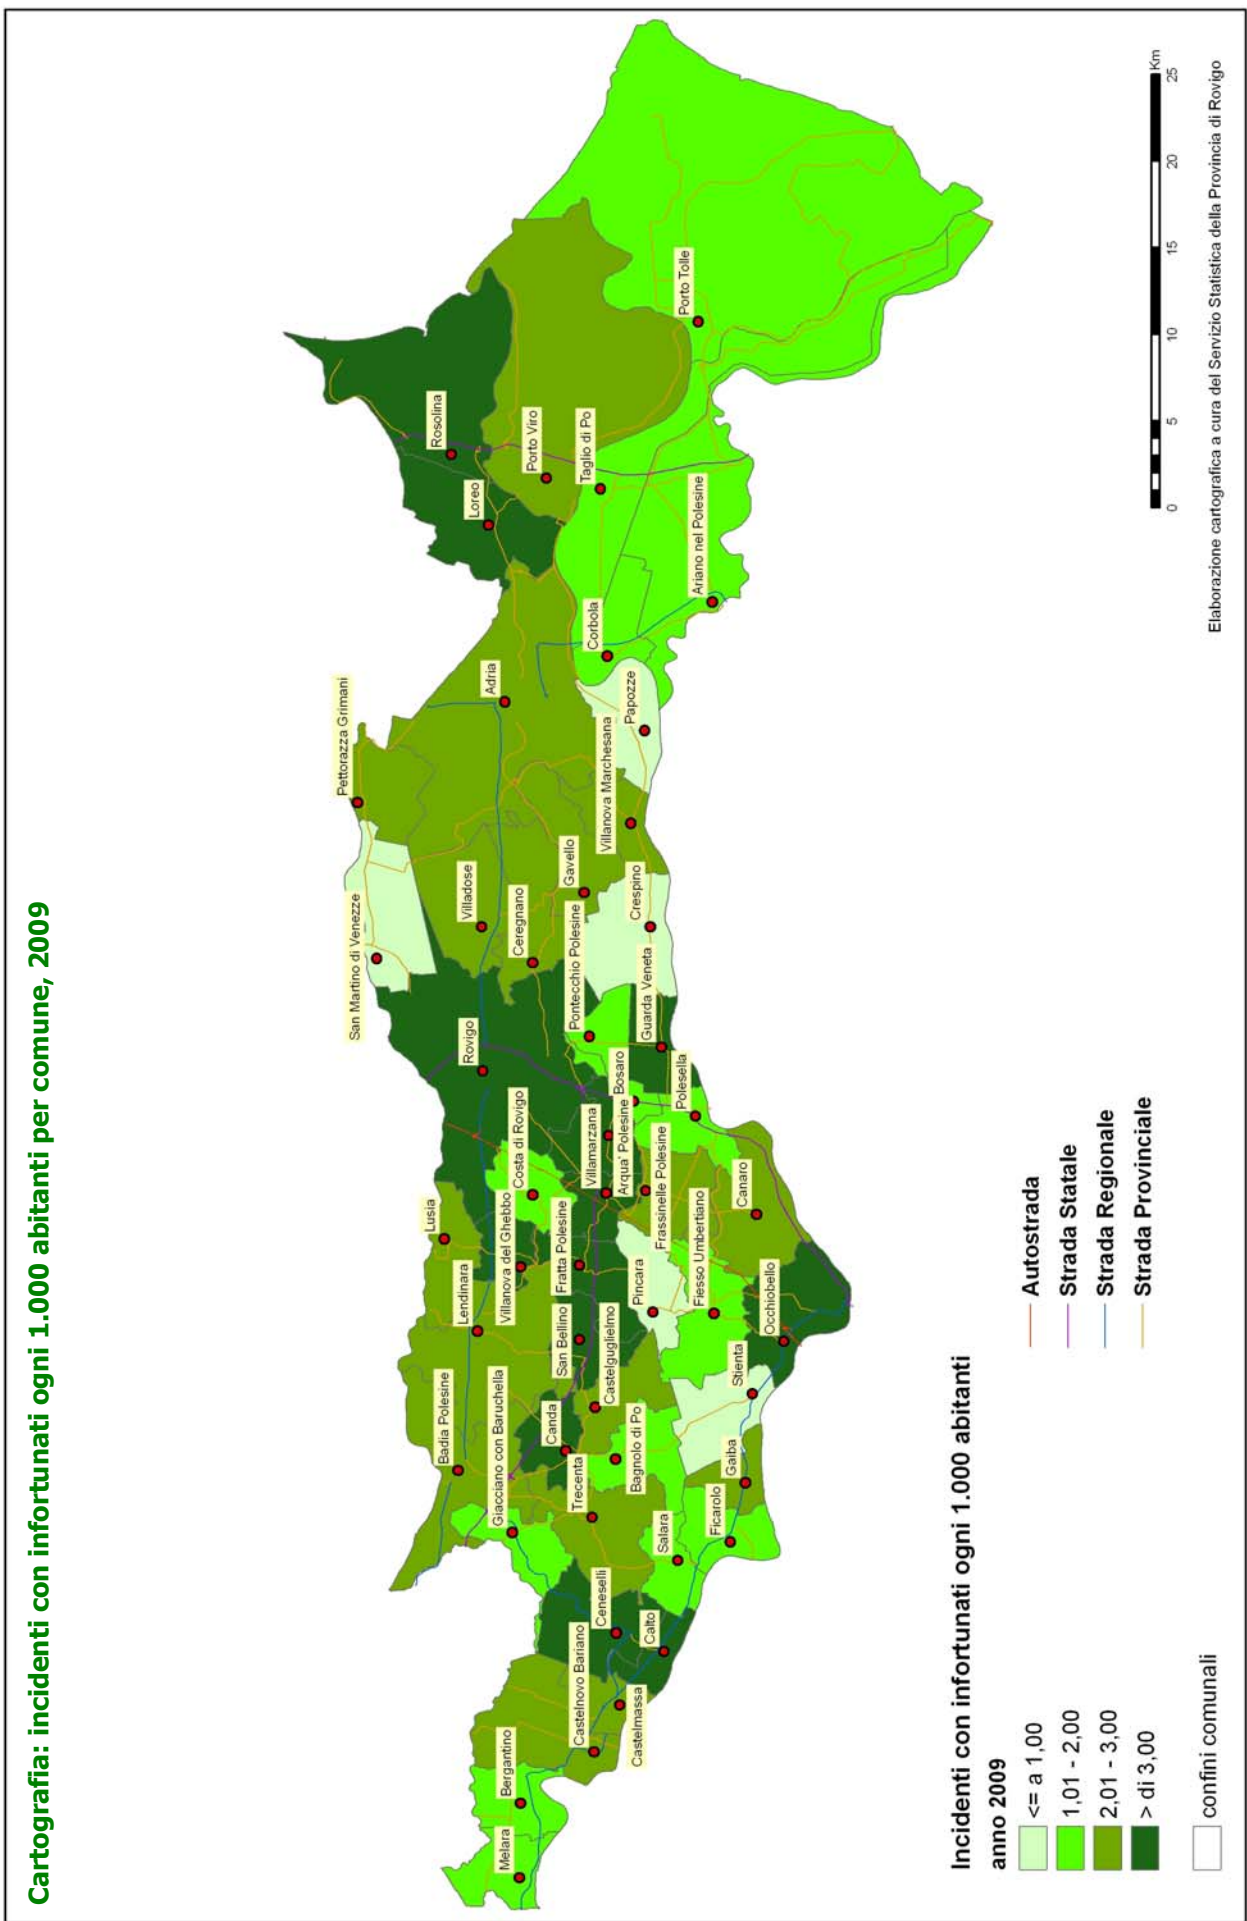 Cartografia: incidenti con infortunati ogni 1.000 abitanti per comune, 2009
Pettorazza Grimani
San Martino di Venezze
Rosolina
Loreo
Porto Viro
Taglio di Po
Porto Tolle
Ariano nel Polesine
Corbola
Adria
Papozze
Villanova Marchesana
Villadose
Ceregnano
Gavello
Crespino
Pontecchio Polesine
Guarda Veneta
Rovigo
Bosaro
Polesella
Costa di Rovigo
Villamarzana
Arqua' Polesine
Frassinelle Polesine
Canaro
Lusia
Lendinara
Villanova del Ghebbo
Fratta Polesine
Pincara
Fiesso Umbertiano
Occhiobello
San Bellino
Castelguglielmo
Stienta
Badia Polesine
Giacciano con Baruchella
Canda
Trecenta
Bagnolo di Po
Gaiba
Ficarolo
Salara
Ceneselli
Calto
Castelnovo Bariano
Castelmassa
Bergantino
Melara
Incidenti con infortunati ogni 1.000 abitanti
anno 2009
<= a 1,00
1,01 - 2,00
2,01 - 3,00
> di 3,00
confini comunali
Autostrada
Strada Statale
Strada Regionale
Strada Provinciale
Km
0 5 10 15 20 25
Elaborazione cartografica a cura del Servizio Statistica della Provincia di Rovigo